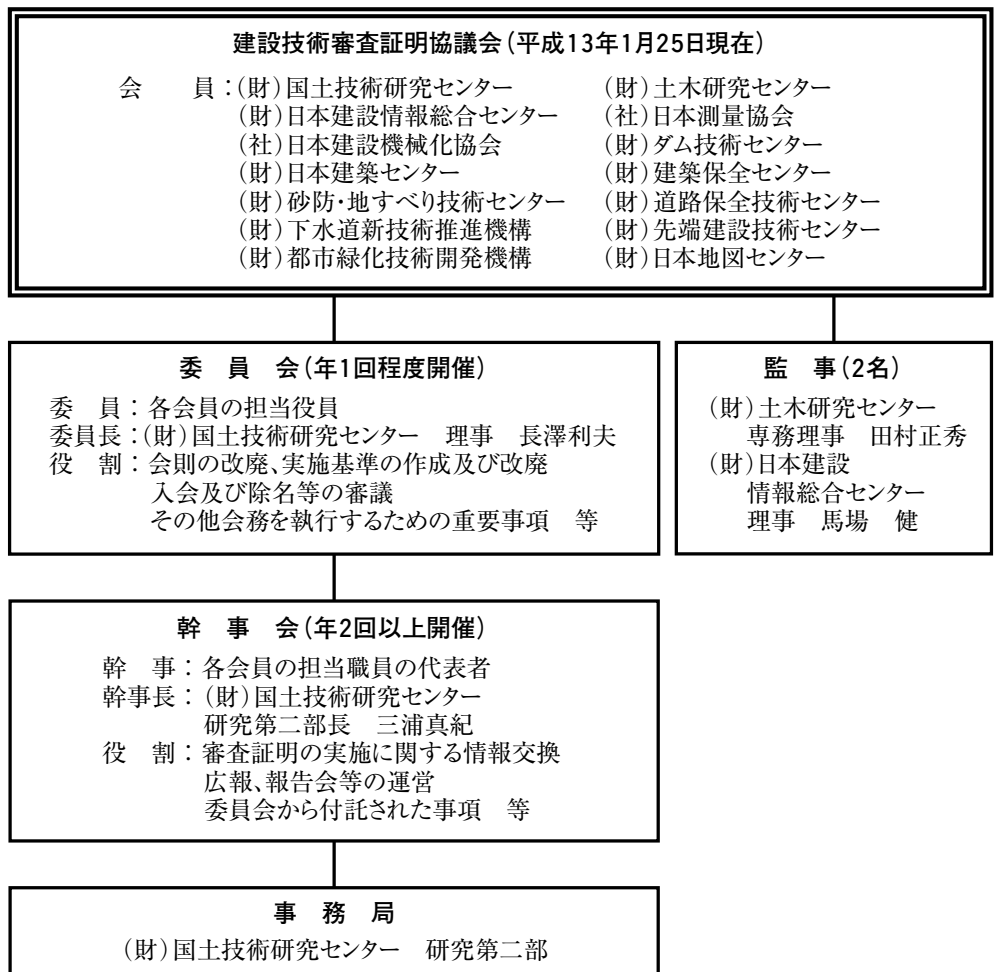 建設技術審査証明協議会(平成13年1月25日現在)
会　　員：(財)国土技術研究センター　(財)土木研究センター
(財)日本建設情報総合センター　(社)日本測量協会
(社)日本建設機械化協会　(財)ダム技術センター
(財)日本建築センター　(財)建築保全センター
(財)砂防・地すべり技術センター　(財)道路保全技術センター
(財)下水道新技術推進機構　(財)先端建設技術センター
(財)都市緑化技術開発機構　(財)日本地図センター
委　員　会(年1回程度開催)
委　員：各会員の担当役員
委員長：(財)国土技術研究センター　理事　長澤利夫
役　割：会則の改廃、実施基準の作成及び改廃
入会及び除名等の審議
その他会務を執行するための重要事項　等
監　事(2名)
(財)土木研究センター
専務理事　田村正秀
(財)日本建設
情報総合センター
理事　馬場　健
幹　事　会(年2回以上開催)
幹　事：各会員の担当職員の代表者
幹事長：(財)国土技術研究センター
研究第二部長　三浦真紀
役　割：審査証明の実施に関する情報交換
広報、報告会等の運営
委員会から付託された事項　等
事　務　局
(財)国土技術研究センター　研究第二部